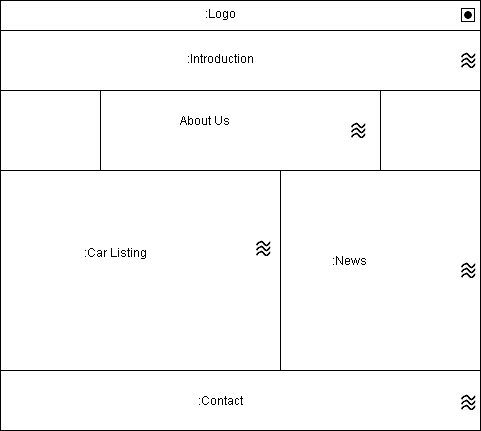 :Logo
:Introduction
About Us
:Car Listing
:News
:Contact